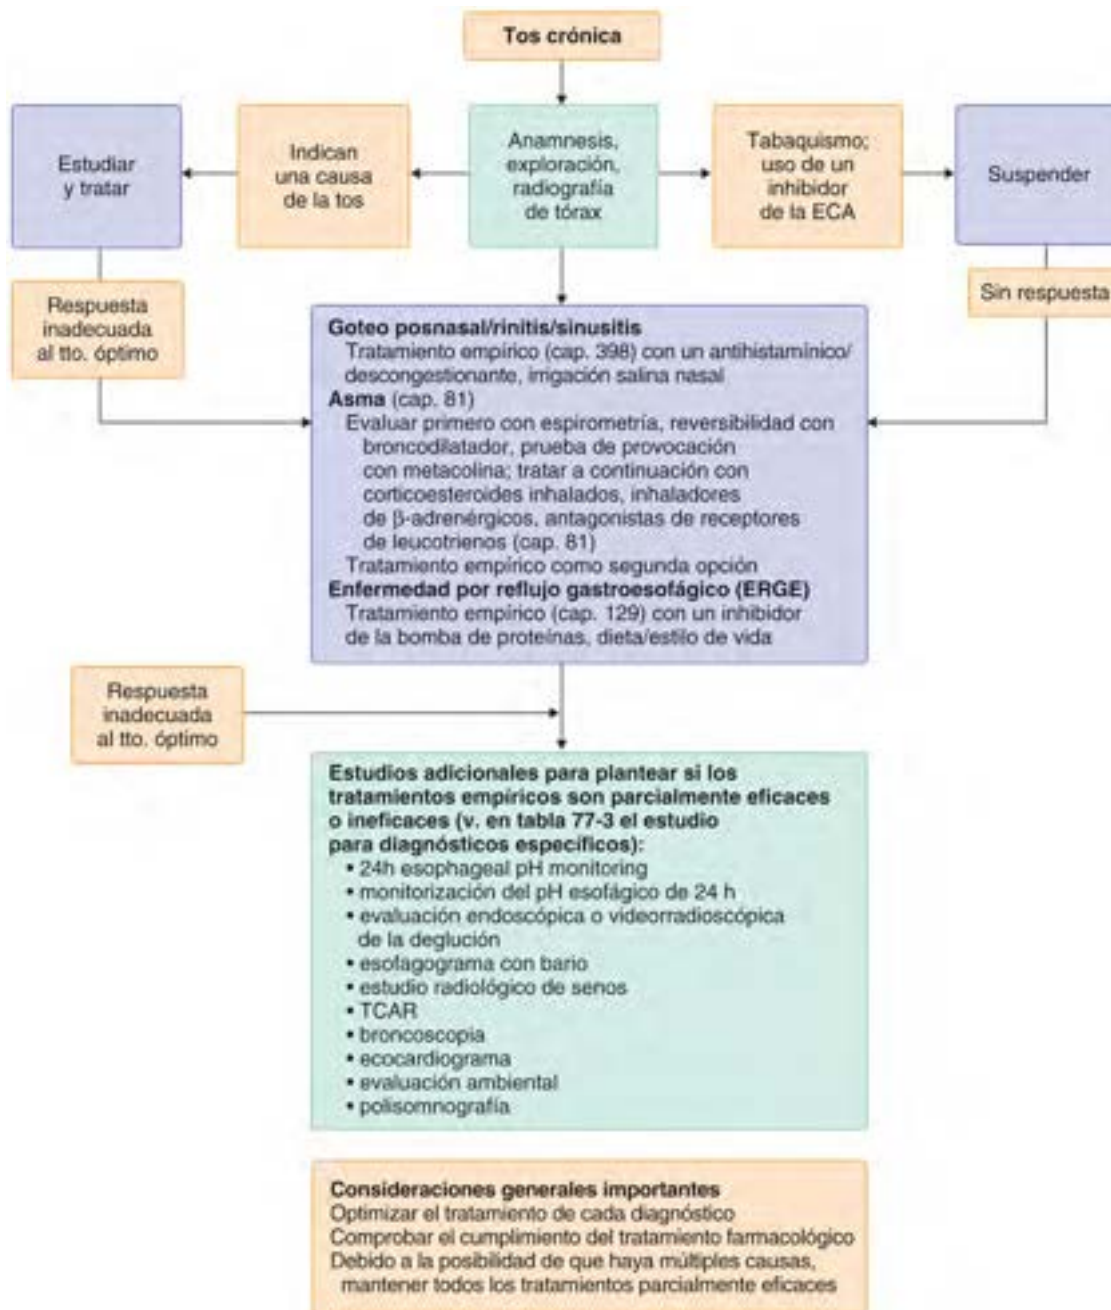 Tos crónica
Estudiar
y tratar
Indican
una causa
de la tos
Anamnesis,
exploración,
radiografía
de tórax
Tabaquismo;
uso de un
inhibidor
de la ECA
Suspender
Respuesta
inadecuada
al tto. óptimo
Sin respuesta
Goteo posnasal/rinitis/sinusitis
Tratamiento empírico (cap. 398) con un antihistamínico/
descongestionante, irrigación salina nasal
Asma (cap. 81)
Evaluar primero con espirometría, reversibilidad con
broncodilatador, prueba de provocación
con metacolina; tratar a continuación con
corticoesteroides inhalados, inhaladores
de β-adrenérgicos, antagonistas de receptores
de leucotrienos (cap. 81)
Tratamiento empírico como segunda opción
Enfermedad por reflujo gastroesofágico (ERGE)
Tratamiento empírico (cap. 129) con un inhibidor
de la bomba de proteínas, dieta/estilo de vida
Respuesta
inadecuada
al tto. óptimo
Estudios adicionales para plantear si los
tratamientos empíricos son parcialmente eficaces
o ineficaces (v. en tabla 77-3 el estudio
para diagnósticos específicos):
• 24h esophageal pH monitoring
• monitorización del pH esofágico de 24 h
• evaluación endoscópica o videorradioscópica
de la deglución
• esofagograma con bario
• estudio radiológico de senos
• TCAR
• broncoscopia
• ecocardiograma
• evaluación ambiental
• polisomnografía
Consideraciones generales importantes
Optimizar el tratamiento de cada diagnóstico
Comprobar el cumplimiento del tratamiento farmacológico
Debido a la posibilidad de que haya múltiples causas,
mantener todos los tratamientos parcialmente eficaces